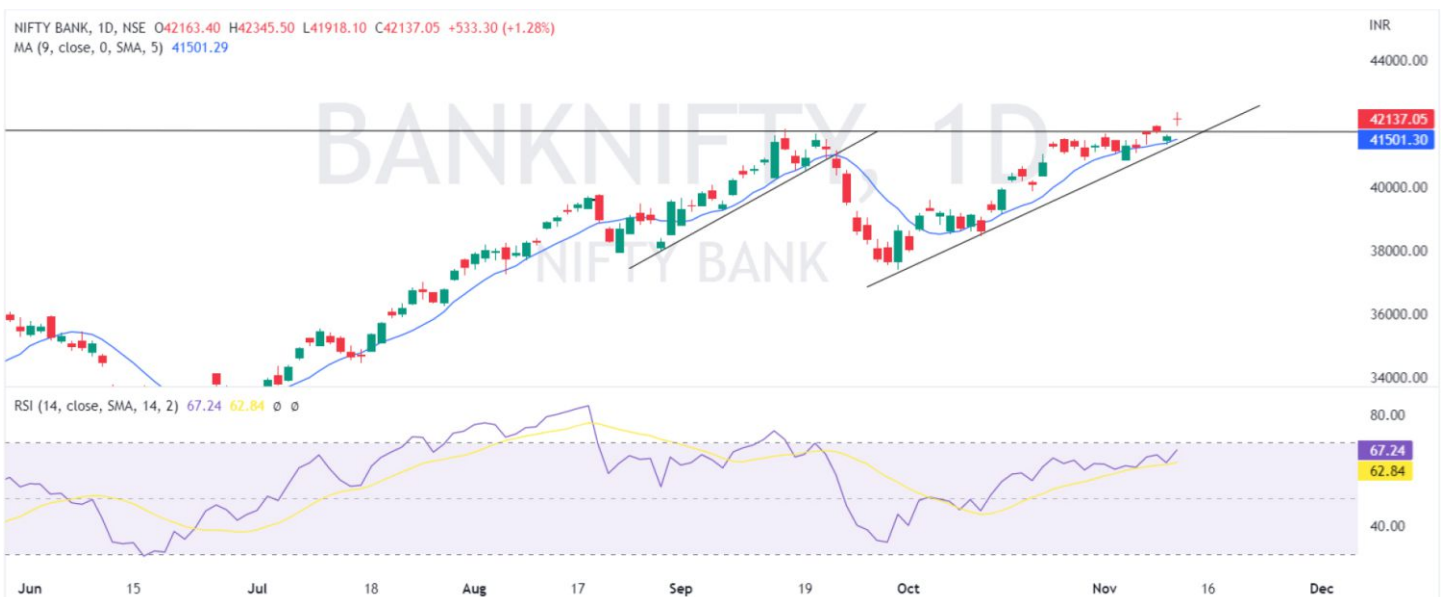 NIFTY BANK, 1D, NSE O42163.40 H42345.50 L41918.10 C42137.05 +533.30 (+1.28%)
MA (9, close, 0, SMA, 5) 41501.29
INR
44000.00
BANKNIFTY, 1D
NIFTY BANK
42137.05
41501.30
40000.00
38000.00
36000.00
34000.00
RSI (14, close, SMA, 14, 2) 67.24 62.84 ø ø
80.00
67.24
62.84
40.00
Jun 15 Jul 18 Aug 17 Sep 19 Oct Nov 16 Dec